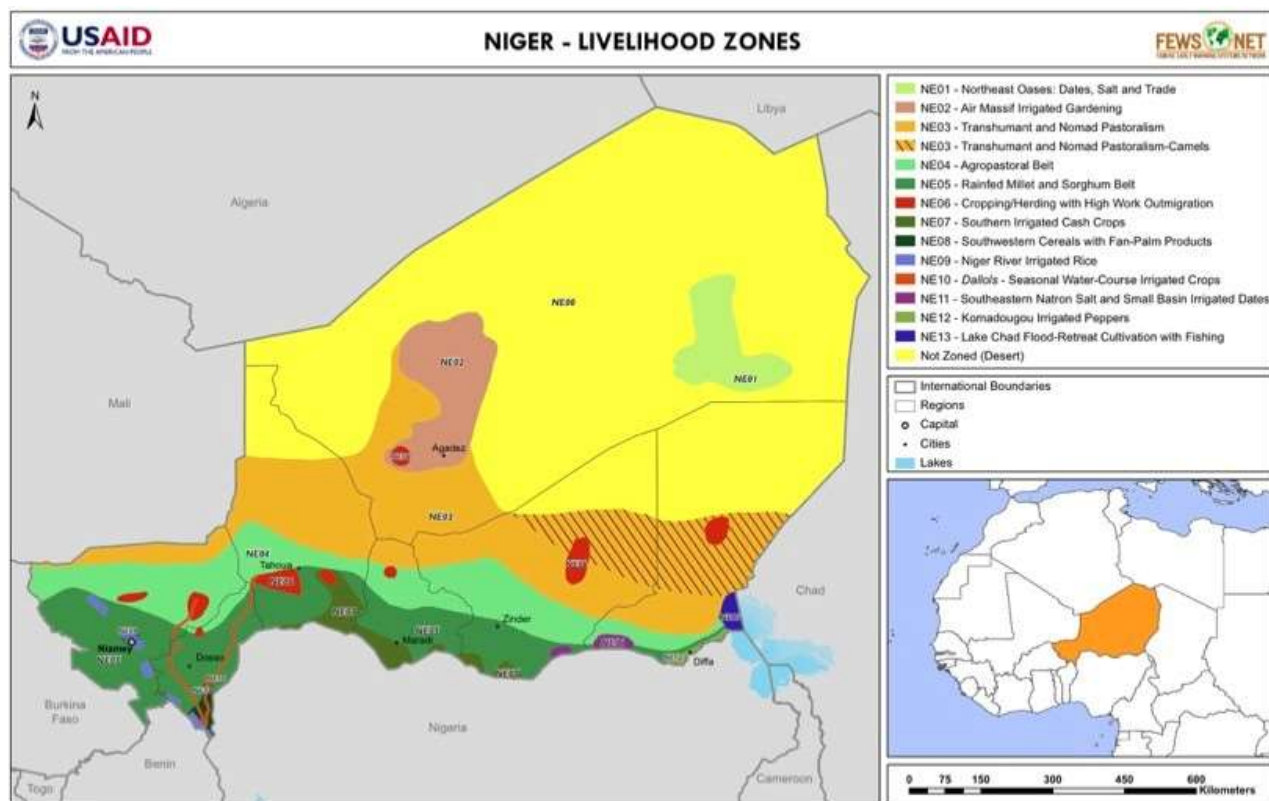 USAID
FROM THE AMERICAN PEOPLE
NIGER - LIVELIHOOD ZONES
FEWS NET
FAMINE EARLY WARNING SYSTEMS NETWORK
N
Libya
Algeria
Mali
NE00
NE02
NE01
Agadez
NE03
NE04
Tahoua
Zinder
Maradi
Niamey
Dosso
Diffa
Chad
Burkina
Faso
Nigeria
Benin
Togo
Cameroon
NE01 - Northeast Oases: Dates, Salt and Trade
NE02 - Air Massif Irrigated Gardening
NE03 - Transhumant and Nomad Pastoralism
NE03 - Transhumant and Nomad Pastoralism-Camels
NE04 - Agropastoral Belt
NE05 - Rainfed Millet and Sorghum Belt
NE06 - Cropping/Herding with High Work Outmigration
NE07 - Southern Irrigated Cash Crops
NE08 - Southwestern Cereals with Fan-Palm Products
NE09 - Niger River Irrigated Rice
NE10 - Dallols - Seasonal Water-Course Irrigated Crops
NE11 - Southeastern Natron Salt and Small Basin Irrigated Dates
NE12 - Komadougou Irrigated Peppers
NE13 - Lake Chad Flood-Retreat Cultivation with Fishing
Not Zoned (Desert)
International Boundaries
Regions
Capital
Cities
Lakes
0 75 150 300 450 600
Kilometers